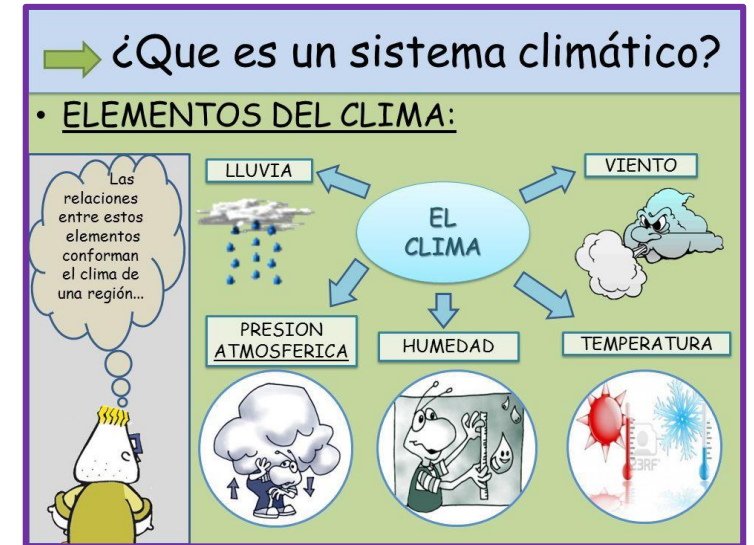 ¿Que es un sistema climático?
• ELEMENTOS DEL CLIMA:
Las
relaciones
entre estos
elementos
conforman
el clima de
una región...
LLUVIA
VIENTO
EL
CLIMA
PRESION
ATMOSFERICA
HUMEDAD
TEMPERATURA
123RF